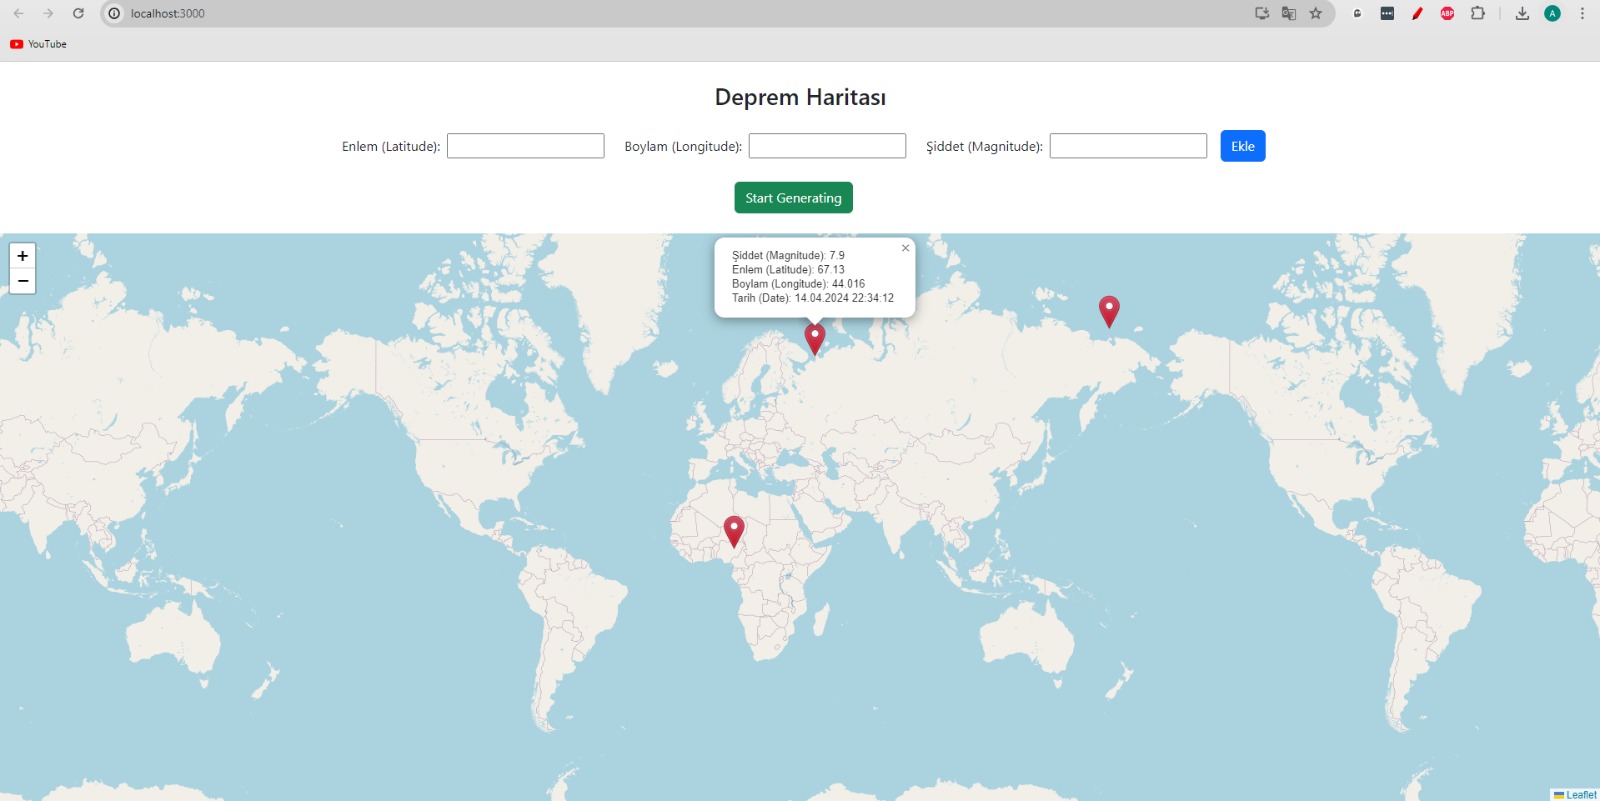 localhost:3000
ABP
A
YouTube
Deprem Haritası
Enlem (Latitude):
Boylam (Longitude):
Şiddet (Magnitude):
Ekle
Start Generating
+
−
Şiddet (Magnitude): 7.9
Enlem (Latitude): 67.13
Boylam (Longitude): 44.016
Tarih (Date): 14.04.2024 22:34:12
×
Leaflet